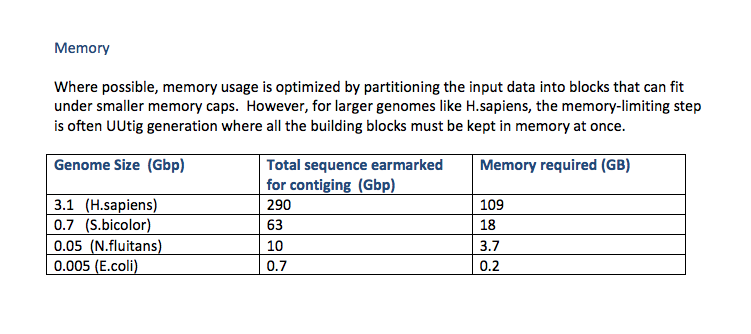 Memory
Where possible, memory usage is optimized by partitioning the input data into blocks that can fit
under smaller memory caps.  However, for larger genomes like H.sapiens, the memory-limiting step
is often UUtig generation where all the building blocks must be kept in memory at once.
Genome Size  (Gbp) Total sequence earmarked for contiging  (Gbp) Memory required (GB)
3.1   (H.sapiens) 290 109
0.7   (S.bicolor) 63 18
0.05  (N.fluitans) 10 3.7
0.005 (E.coli) 0.7 0.2